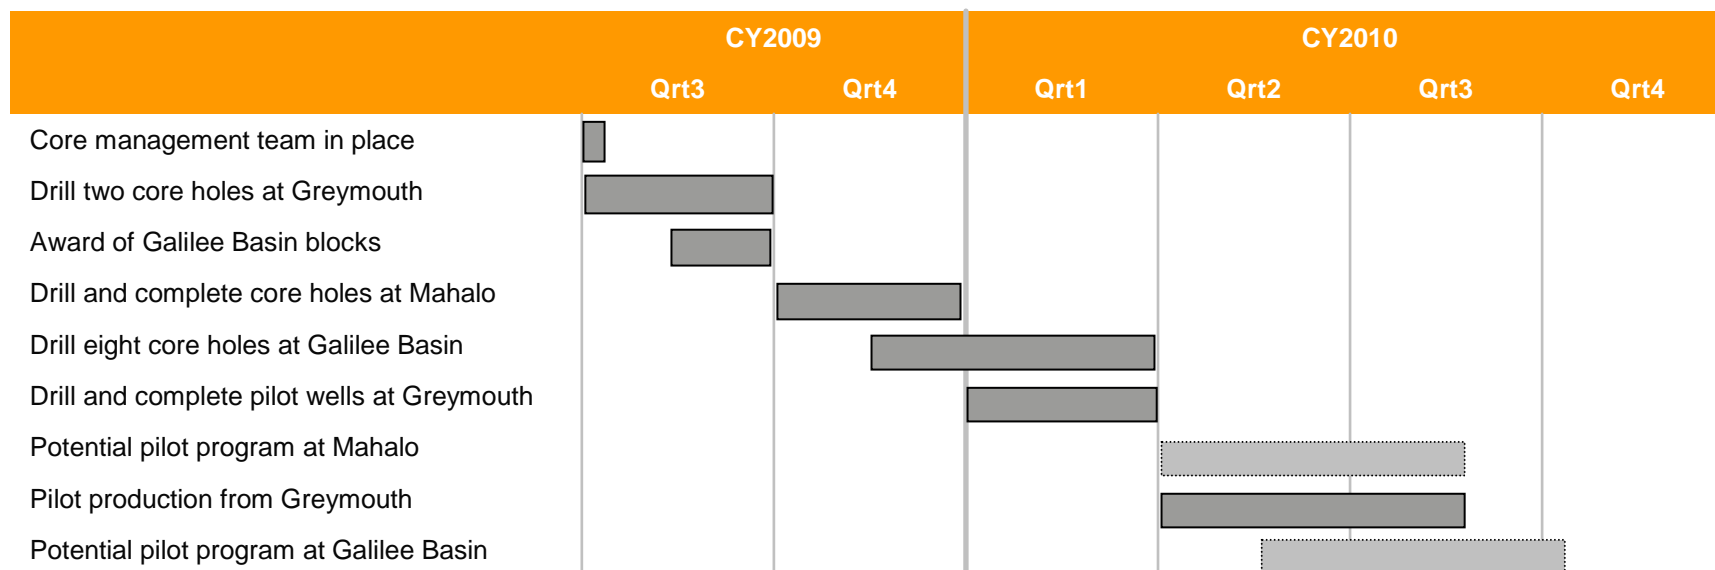 CY2009 CY2010
Qrt3 Qrt4 Qrt1 Qrt2 Qrt3 Qrt4
Core management team in place
Drill two core holes at Greymouth
Award of Galilee Basin blocks
Drill and complete core holes at Mahalo
Drill eight core holes at Galilee Basin
Drill and complete pilot wells at Greymouth
Potential pilot program at Mahalo
Pilot production from Greymouth
Potential pilot program at Galilee Basin